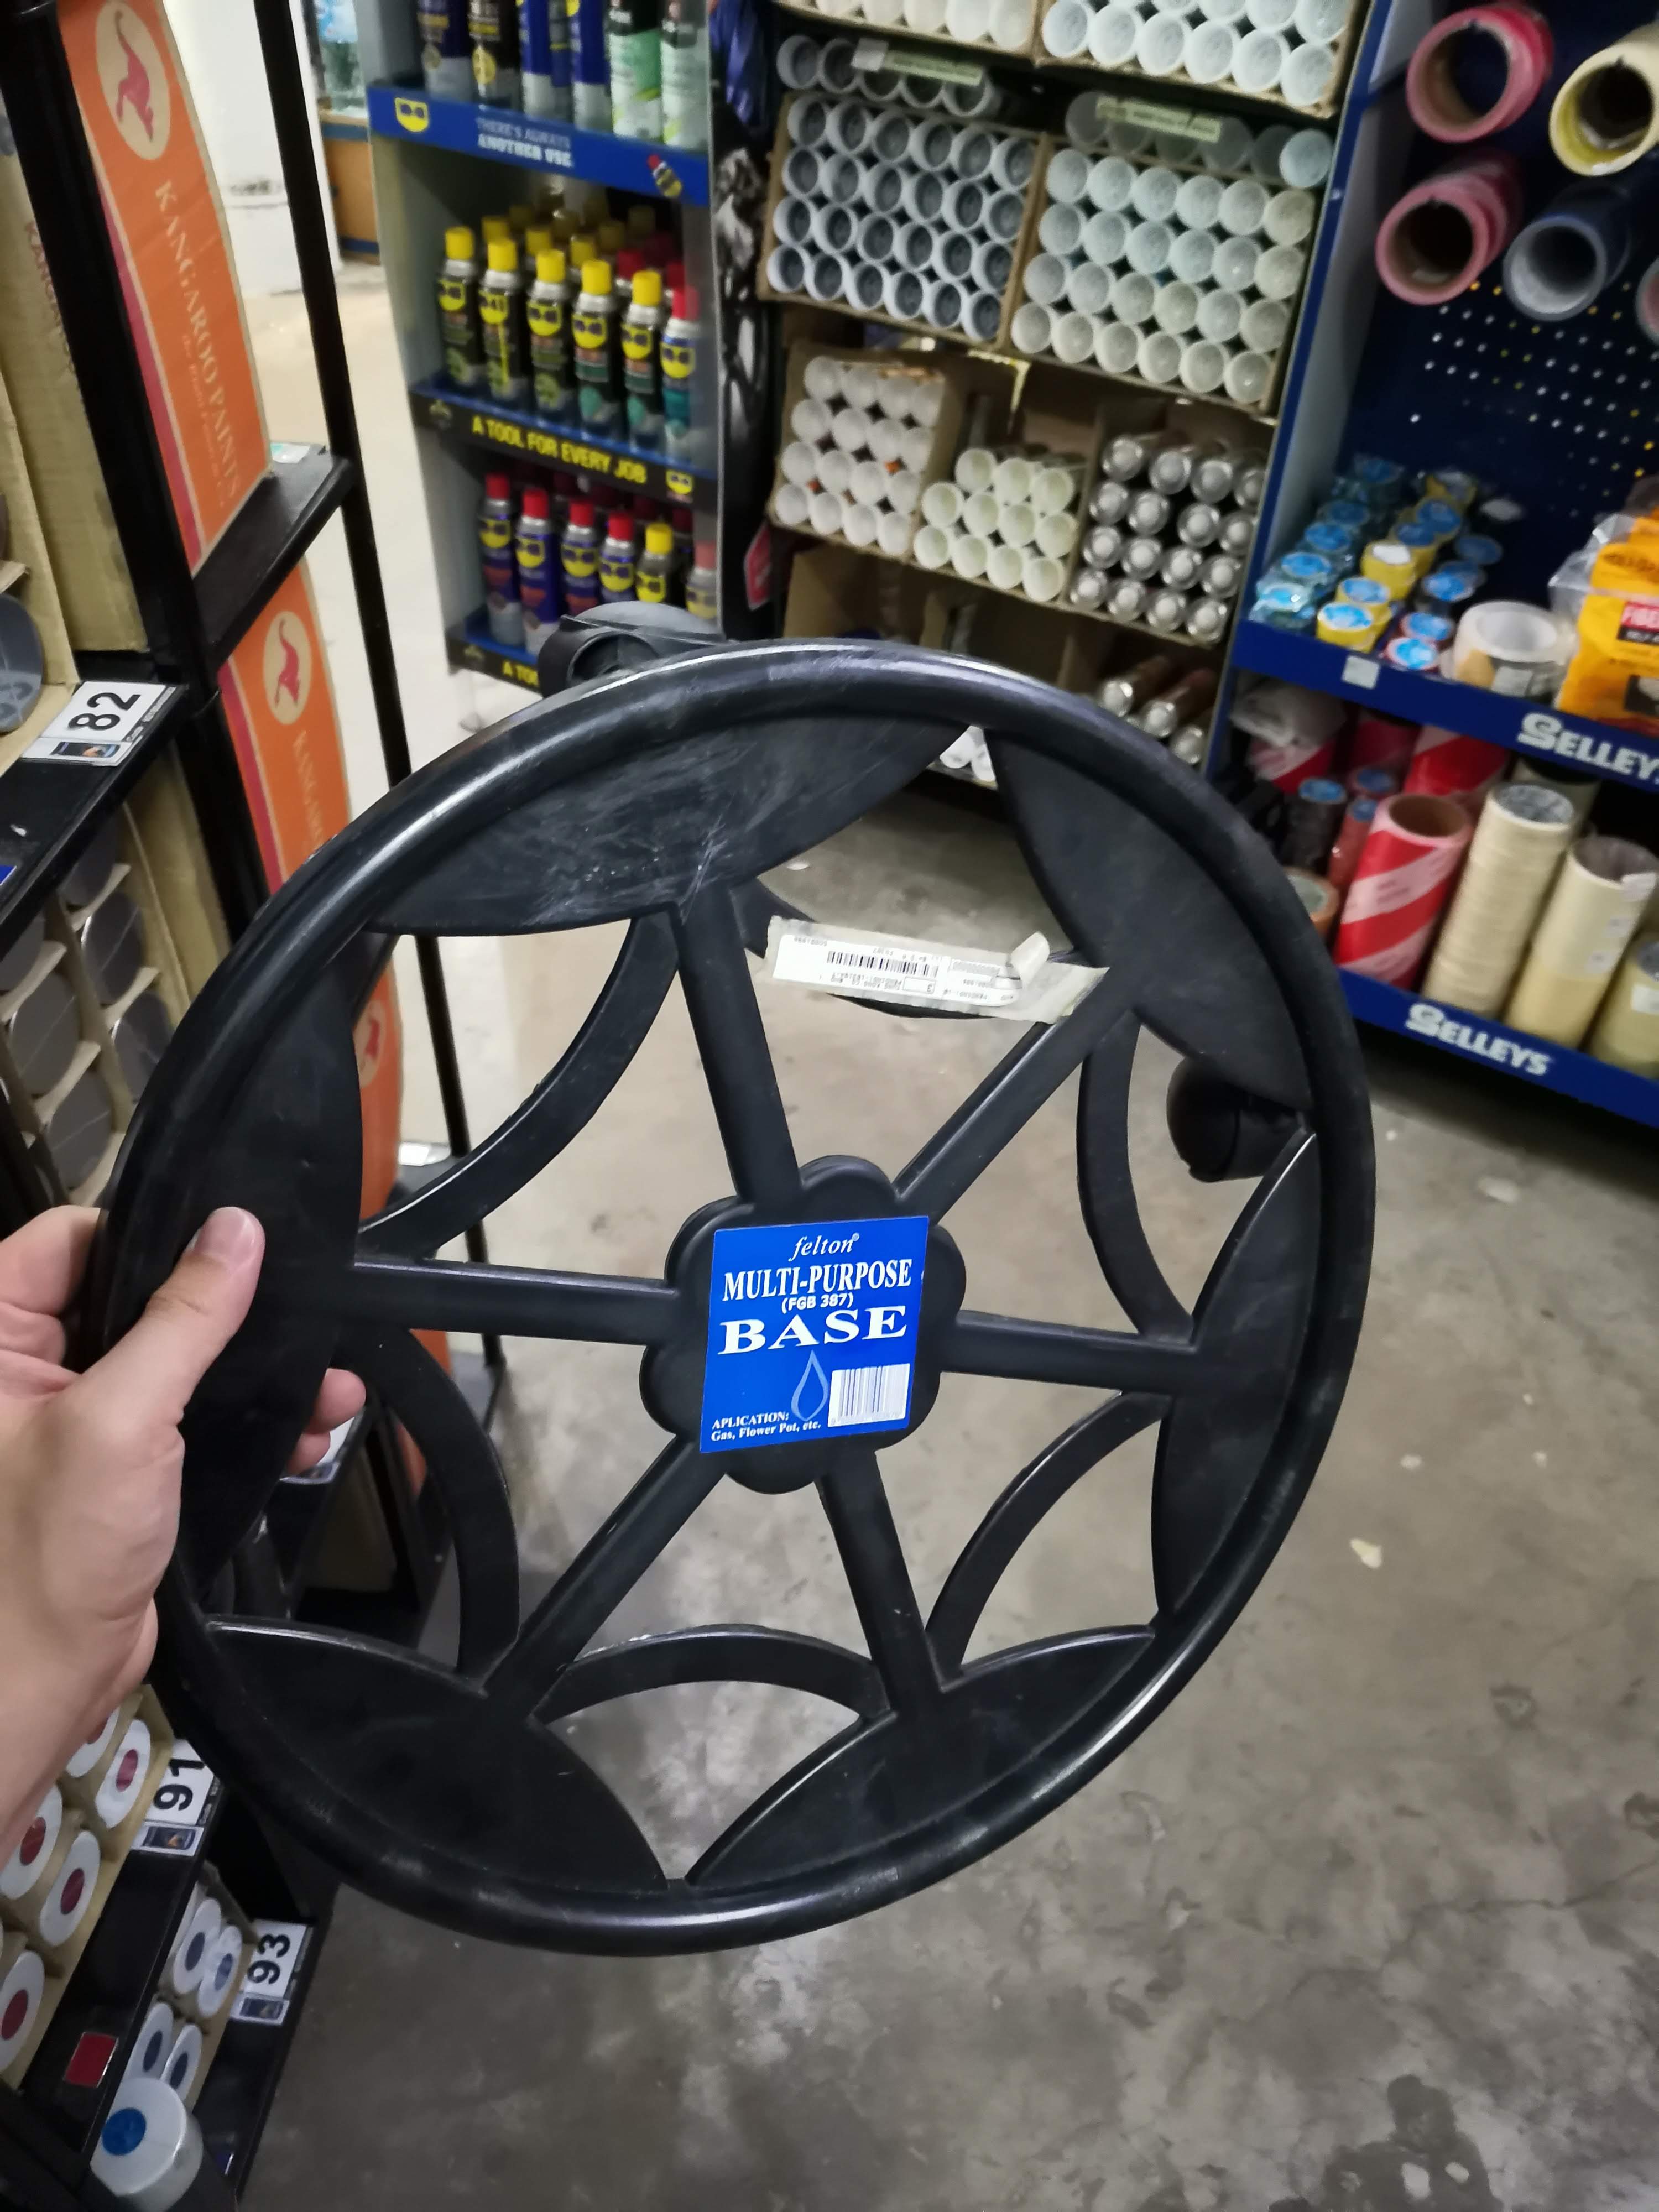 THERE'S ALWAYS
ANOTHER USE
KANGAROO PAINTS
A TOOL FOR EVERY JOB
82
SELLEYS
SELLEYS
felton®
MULTI-PURPOSE
(FGB 387)
BASE
APLICATION:
Gas, Flower Pot, etc.
91
93